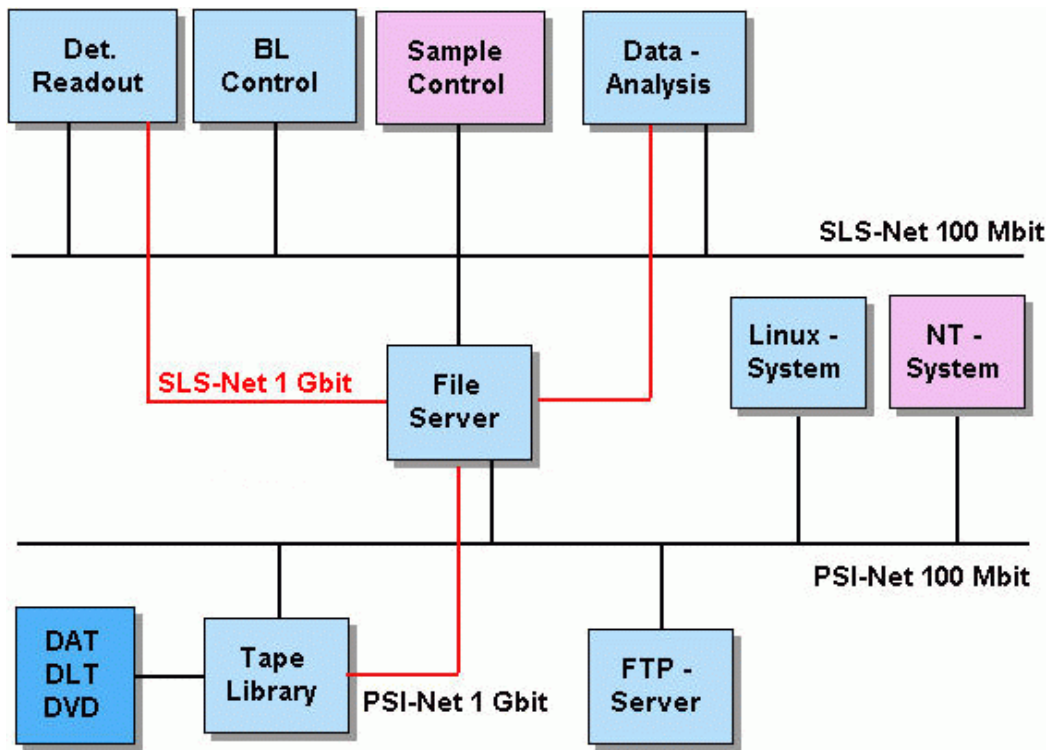 Det.
Readout
BL
Control
Sample
Control
Data -
Analysis
SLS-Net 100 Mbit
Linux -
System
NT -
System
SLS-Net 1 Gbit
File
Server
PSI-Net 100 Mbit
DAT
DLT
DVD
Tape
Library
PSI-Net 1 Gbit
FTP -
Server